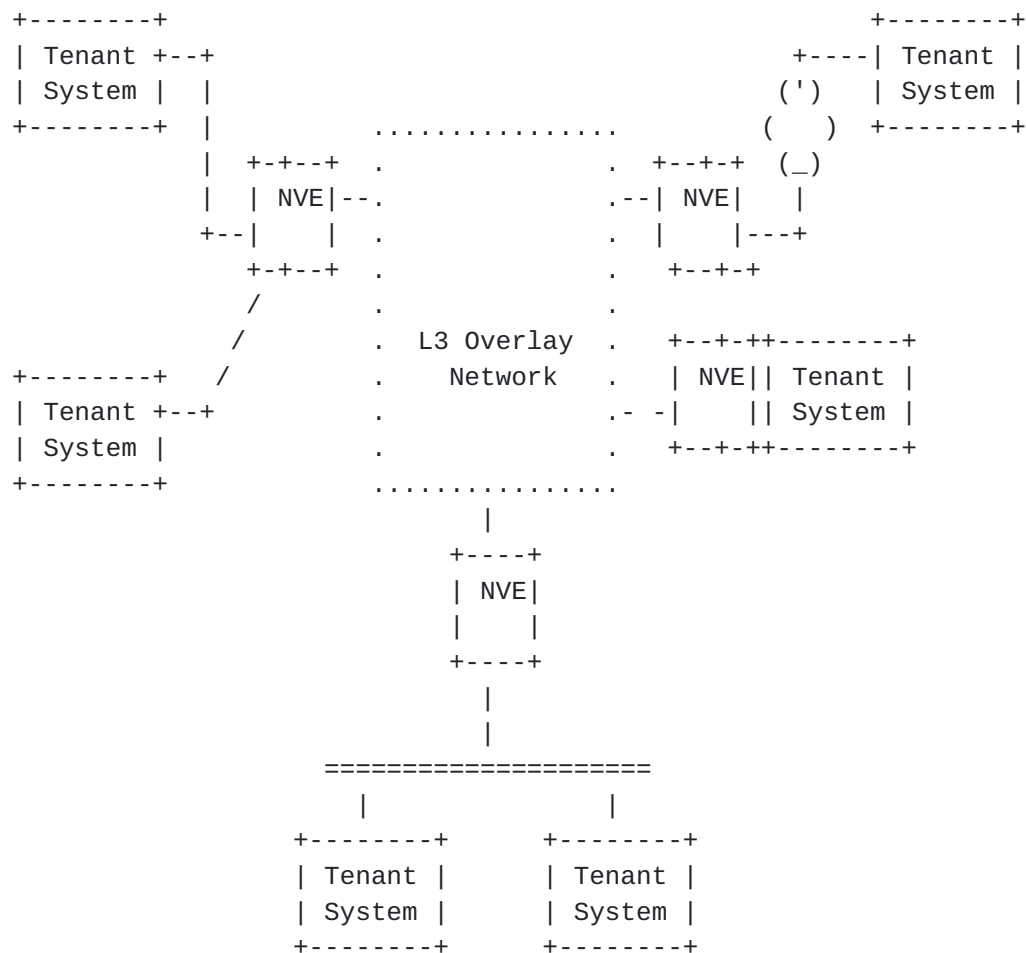 Tenant Tenant
System System
NVE NVE
L3 Overlay
Network NVE Tenant
Tenant System
System
NVE
Tenant Tenant
System System